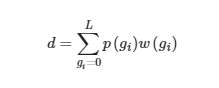 d = \sum_{g_i=0}^{L} p(g_i)w(g_i)